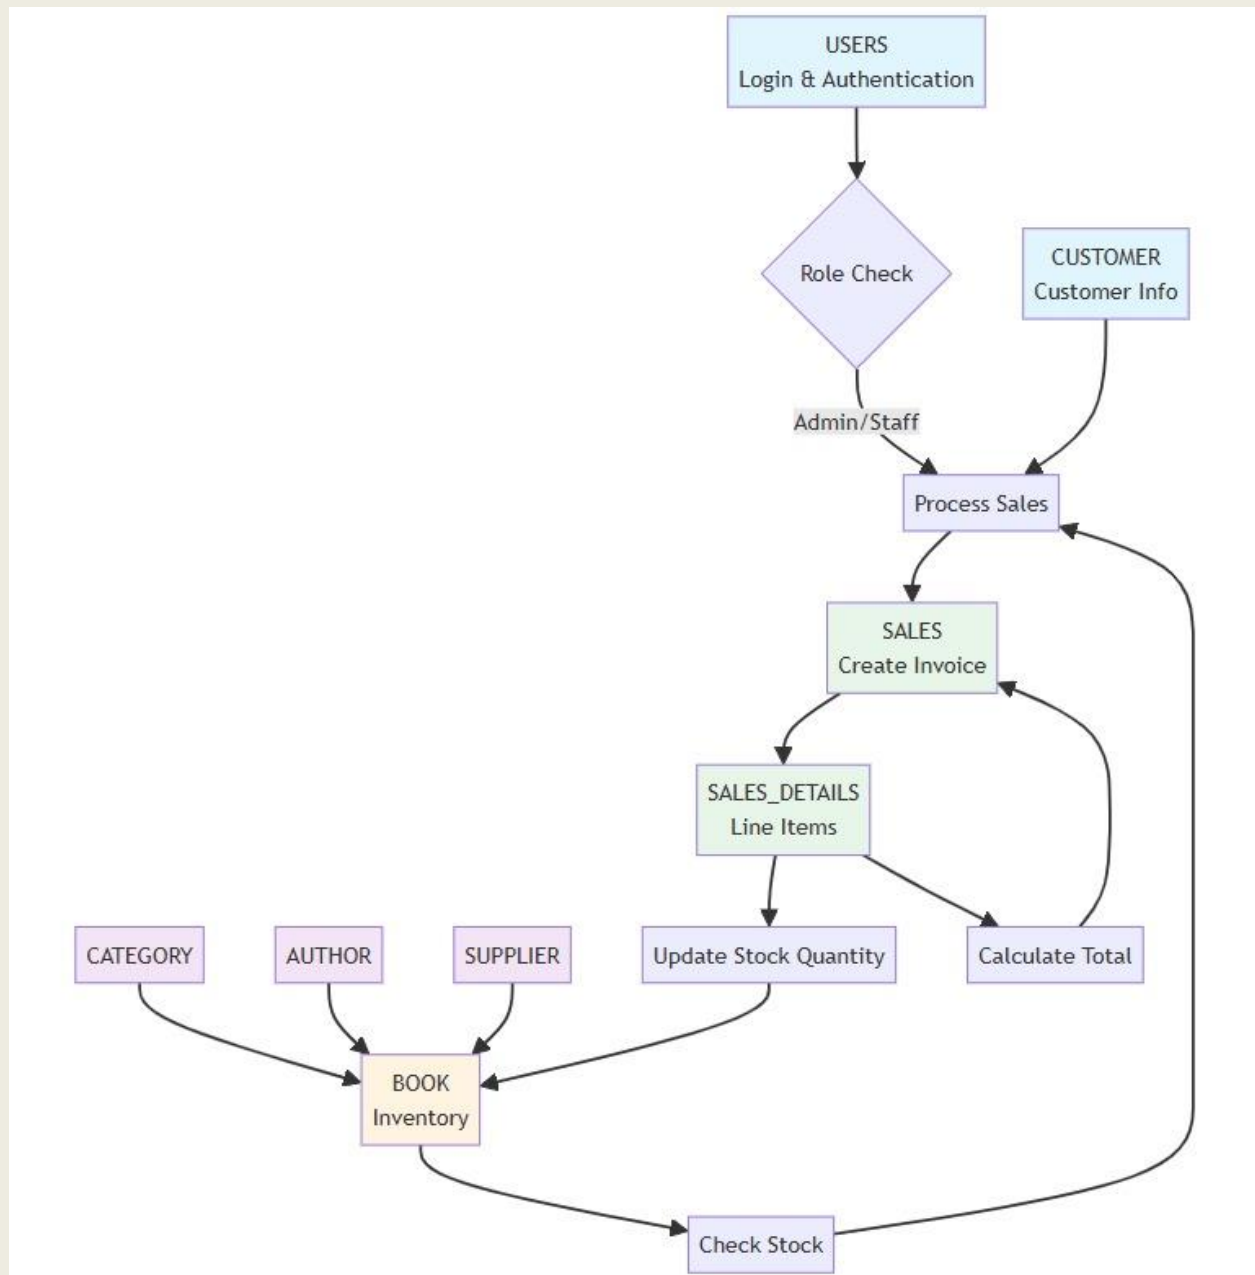 USERS
Login & Authentication
Role Check
CUSTOMER
Customer Info
Admin/Staff
Process Sales
SALES
Create Invoice
SALES_DETAILS
Line Items
CATEGORY
AUTHOR
SUPPLIER
Update Stock Quantity
Calculate Total
BOOK
Inventory
Check Stock